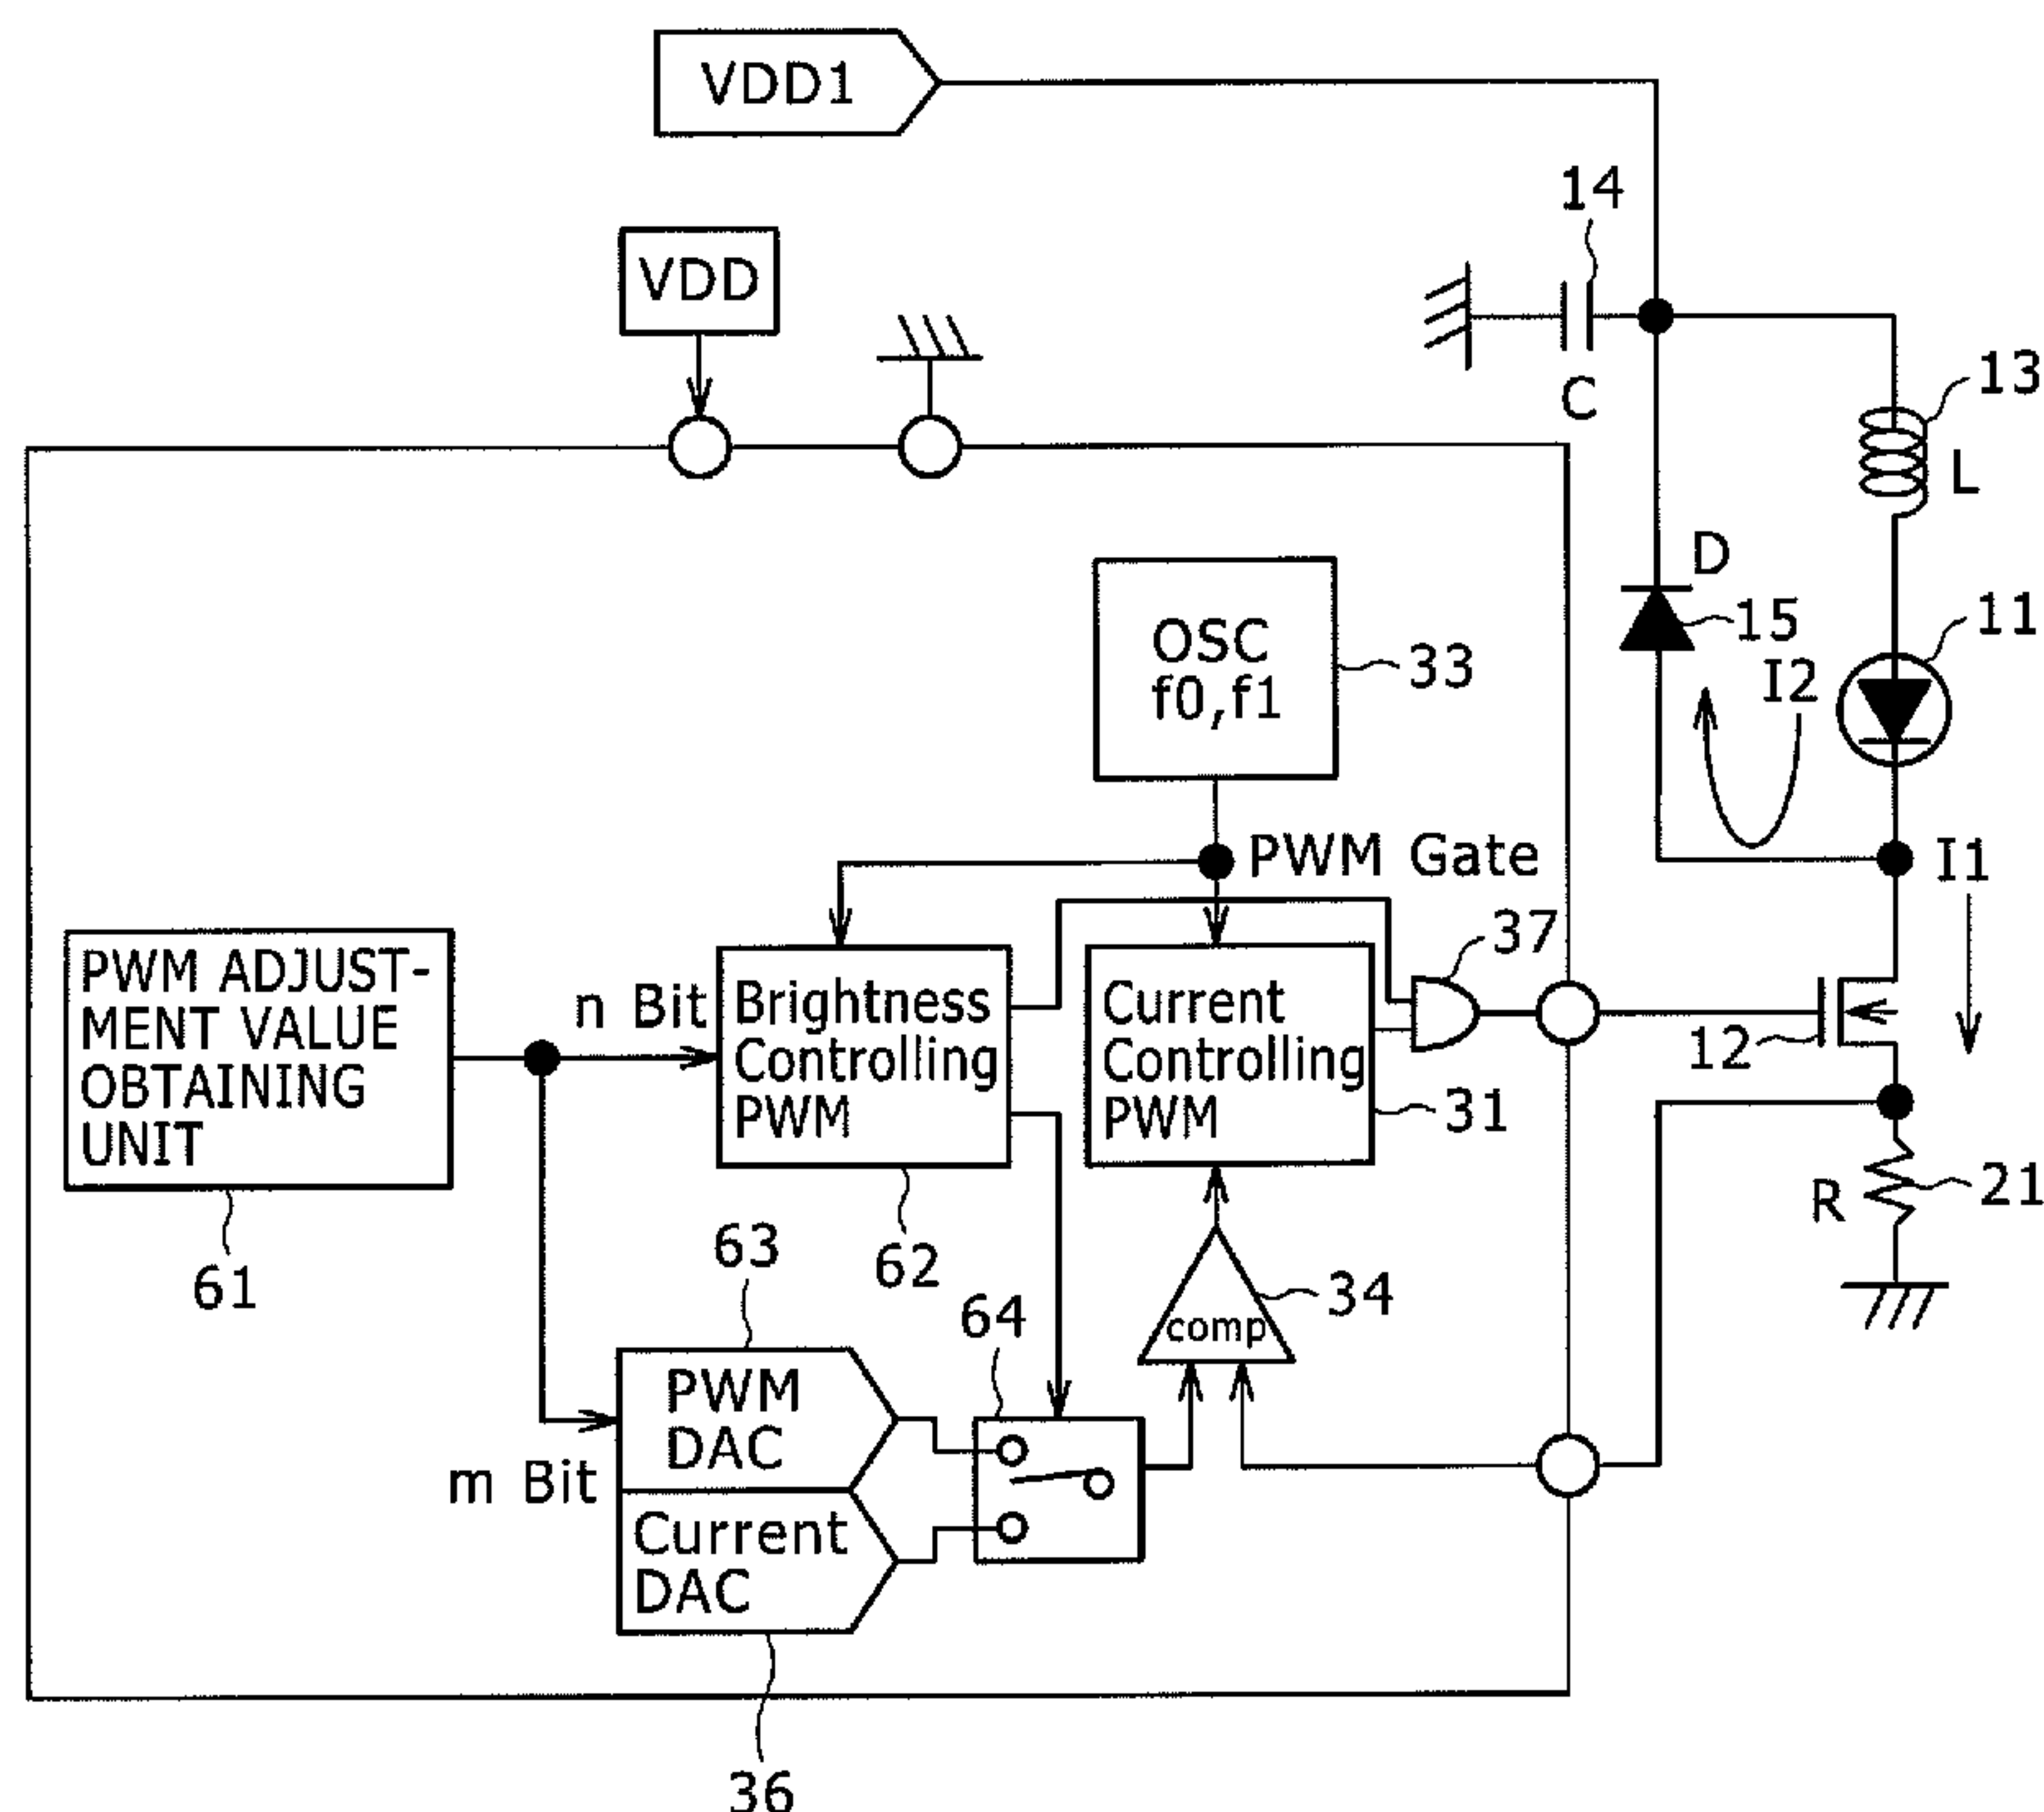 VDD1
14
VDD
C
13
L
D
15
11
OSC
f0,f1
33
I2
PWM Gate
I1
37
PWM ADJUST-
MENT VALUE
OBTAINING
UNIT
n Bit
Brightness
Controlling
PWM
Current
Controlling
PWM
12
31
R
21
61
63
62
64
34
comp
PWM
DAC
m Bit
Current
DAC
36